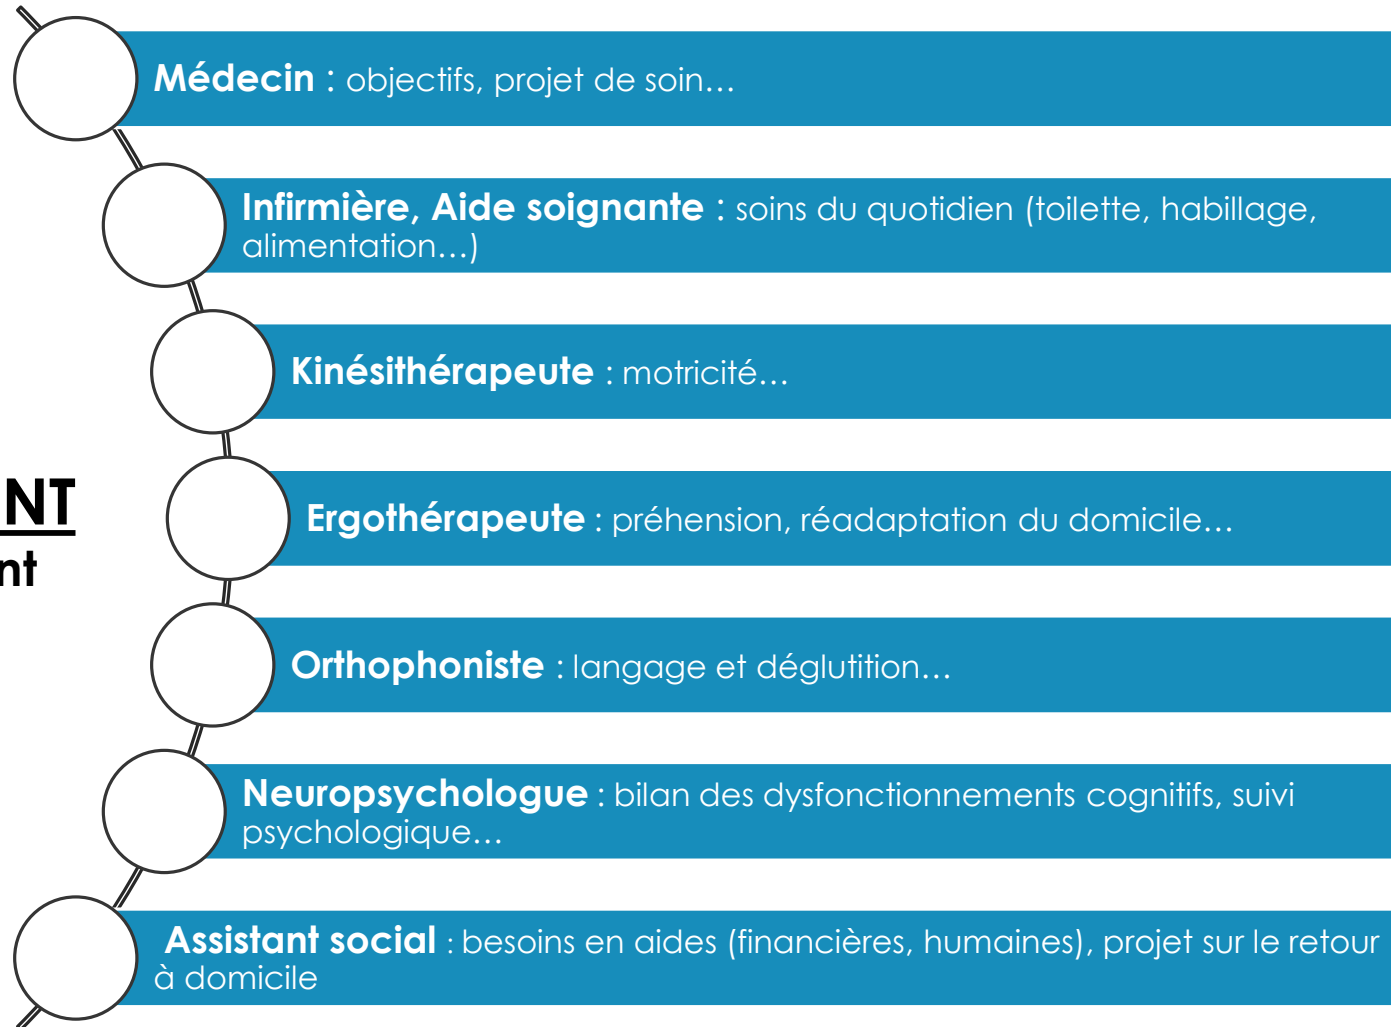 Médecin : objectifs, projet de soin...
Infirmière, Aide soignante : soins du quotidien (toilette, habillage,
alimentation...)
Kinésithérapeute : motricité...
NT
nt
Ergothérapeute : préhension, réadaptation du domicile...
Orthophoniste : langage et déglutition...
Neuropsychologue : bilan des dysfonctionnements cognitifs, suivi
psychologique...
Assistant social : besoins en aides (financières, humaines), projet sur le retour
à domicile